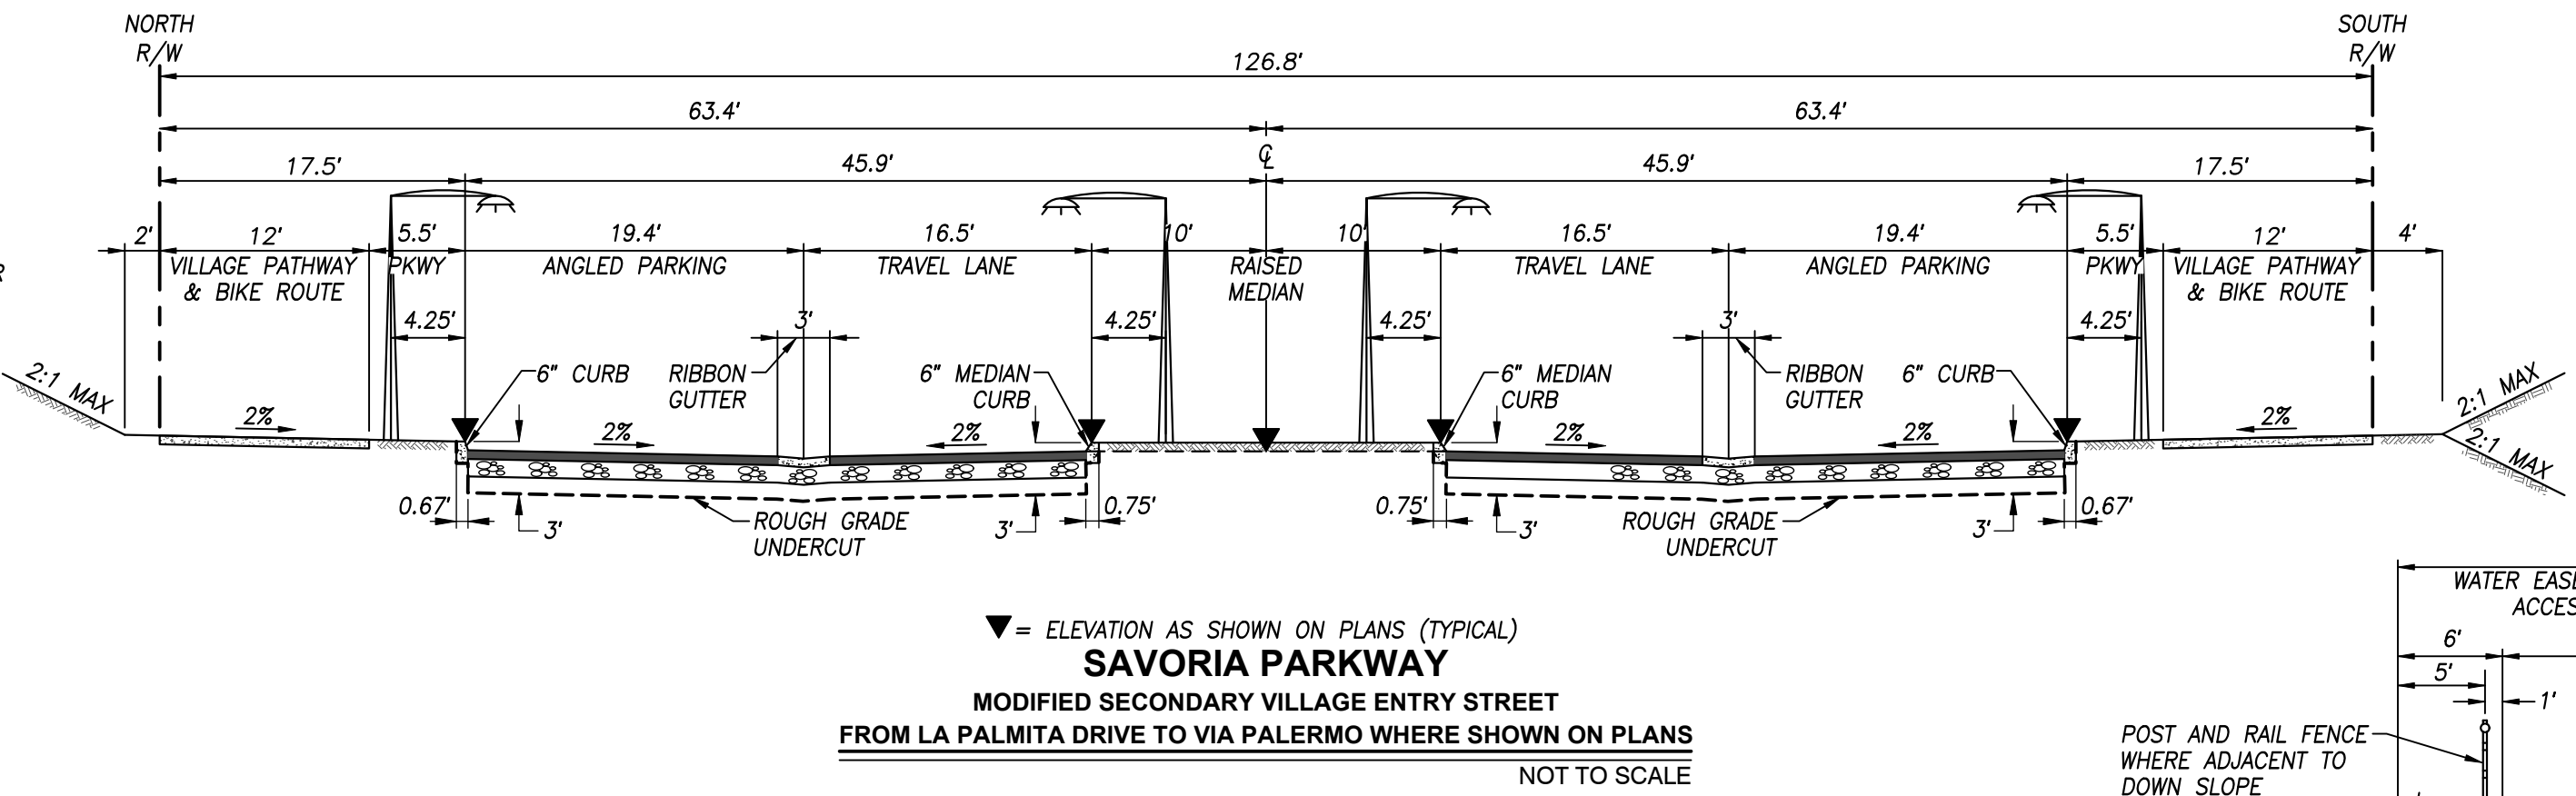 NORTH
R/W
SOUTH
R/W
126.8'
63.4'
63.4'
17.5'
45.9'
℄
45.9'
17.5'
2'
12'
5.5'
19.4'
16.5'
10'
10'
16.5'
19.4'
5.5'
12'
4'
R
VILLAGE PATHWAY
& BIKE ROUTE
PKWY
ANGLED PARKING
TRAVEL LANE
RAISED
MEDIAN
TRAVEL LANE
ANGLED PARKING
PKWY
VILLAGE PATHWAY
& BIKE ROUTE
4.25'
3'
4.25'
4.25'
3'
4.25'
2:1 MAX
6" CURB
RIBBON
GUTTER
6" MEDIAN
CURB
6" MEDIAN
CURB
RIBBON
GUTTER
6" CURB
2:1 MAX
2:1 MAX
2%
2%
2%
2%
2%
2%
0.67'
3'
ROUGH GRADE
UNDERCUT
3'
0.75'
0.75'
3'
ROUGH GRADE
UNDERCUT
3'
0.67'
▼= ELEVATION AS SHOWN ON PLANS (TYPICAL)
SAVORIA PARKWAY
MODIFIED SECONDARY VILLAGE ENTRY STREET
FROM LA PALMITA DRIVE TO VIA PALERMO WHERE SHOWN ON PLANS
NOT TO SCALE
WATER EASE
ACCES
6'
5'
1'
POST AND RAIL FENCE
WHERE ADJACENT TO
DOWN SLOPE